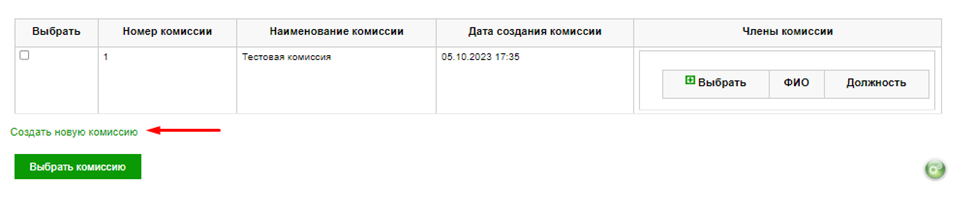 Выбрать Номер комиссии Наименование комиссии Дата создания комиссии Члены комиссии
1 Тестовая комиссия 05.10.2023 17:35
Выбрать ФИО Должность
Создать новую комиссию
Выбрать комиссию